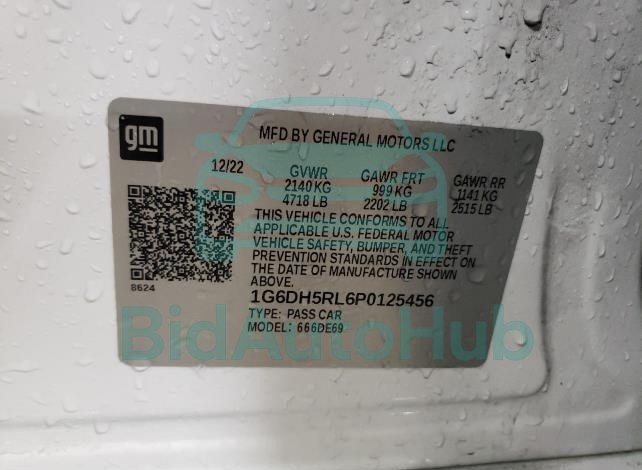 gm
MFD BY GENERAL MOTORS LLC
12/22
GVWR GAWR FRT GAWR RR
2140 KG 999 KG 1141 KG
4718 LB 2202 LB 2515 LB
THIS VEHICLE CONFORMS TO ALL
APPLICABLE U.S. FEDERAL MOTOR
VEHICLE SAFETY, BUMPER, AND THEFT
PREVENTION STANDARDS IN EFFECT ON
THE DATE OF MANUFACTURE SHOWN
ABOVE.
8624
1G6DH5RL6P0125456
TYPE: PASS CAR
MODEL: 666DE69
BidAutoHub